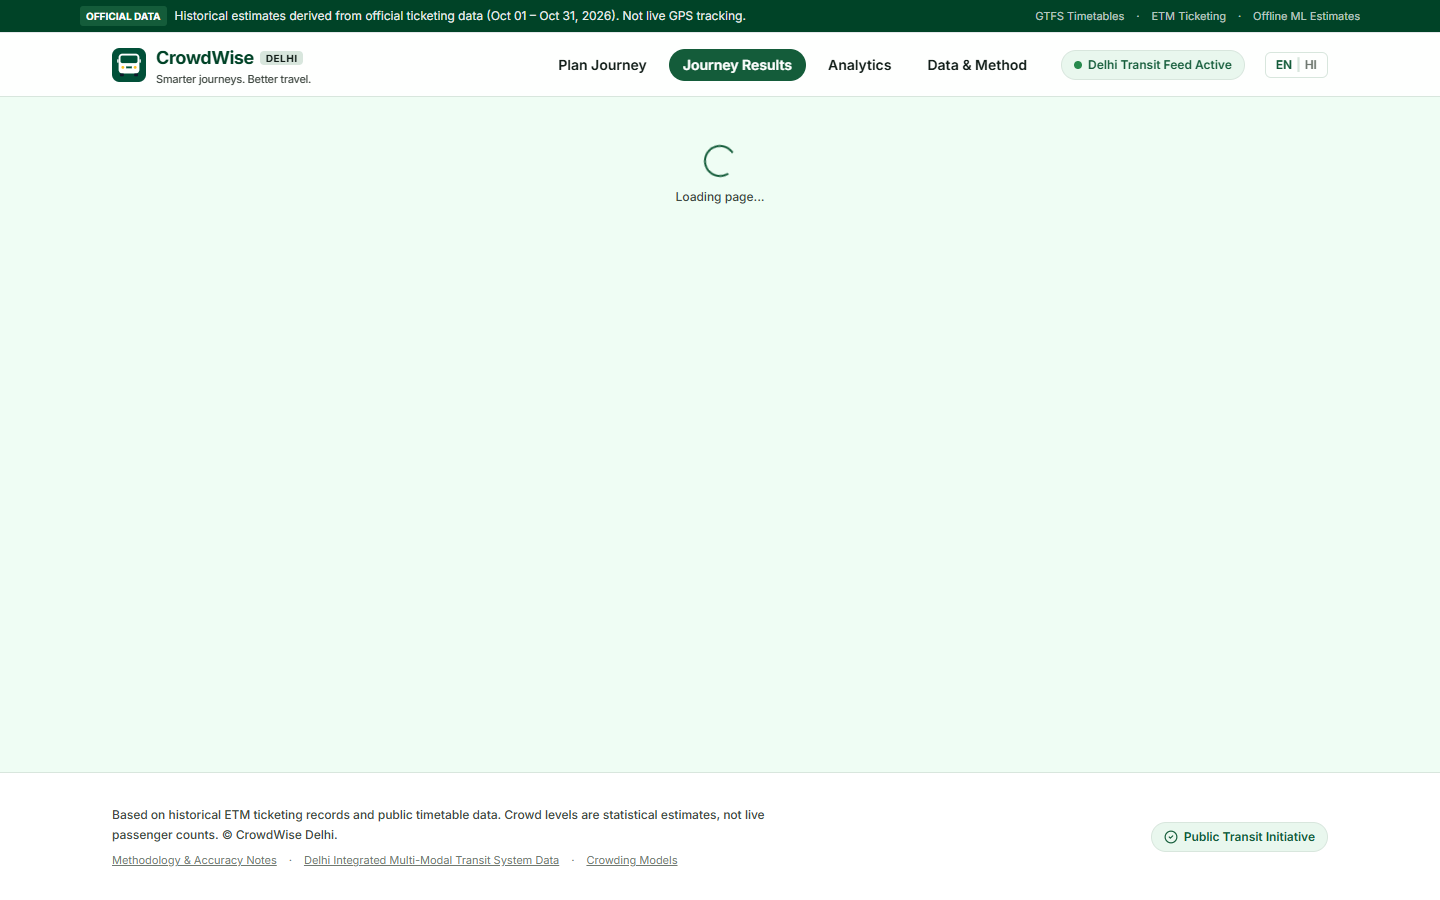 OFFICIAL DATA Historical estimates derived from official ticketing data (Oct 01 – Oct 31, 2026). Not live GPS tracking. GTFS Timetables · ETM Ticketing · Offline ML Estimates
CrowdWise DELHI
Smarter journeys. Better travel.
Plan Journey Journey Results Analytics Data & Method Delhi Transit Feed Active EN | HI
Loading page...
Based on historical ETM ticketing records and public timetable data. Crowd levels are statistical estimates, not live
passenger counts. © CrowdWise Delhi.
Methodology & Accuracy Notes · Delhi Integrated Multi-Modal Transit System Data · Crowding Models
Public Transit Initiative